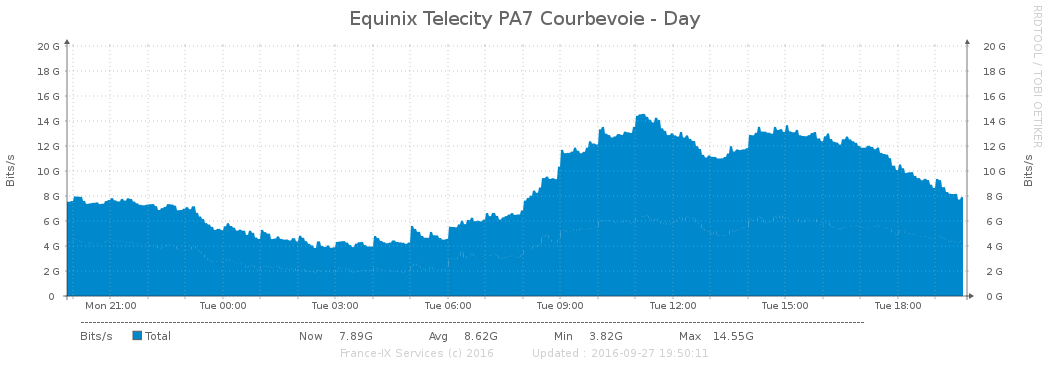 Equinix Telecity PA7 Courbevoie - Day
RRDTOOL / TOBI OETIKER
Bits/s
20 G
18 G
16 G
14 G
12 G
10 G
8 G
6 G
4 G
2 G
0
20 G
18 G
16 G
14 G
12 G
10 G
8 G
6 G
4 G
2 G
0 G
Bits/s
Mon 21:00 Tue 00:00 Tue 03:00 Tue 06:00 Tue 09:00 Tue 12:00 Tue 15:00 Tue 18:00
Bits/s Total Now 7.89G Avg 8.62G Min 3.82G Max 14.55G
France-IX Services (c) 2016 Updated : 2016-09-27 19:50:11